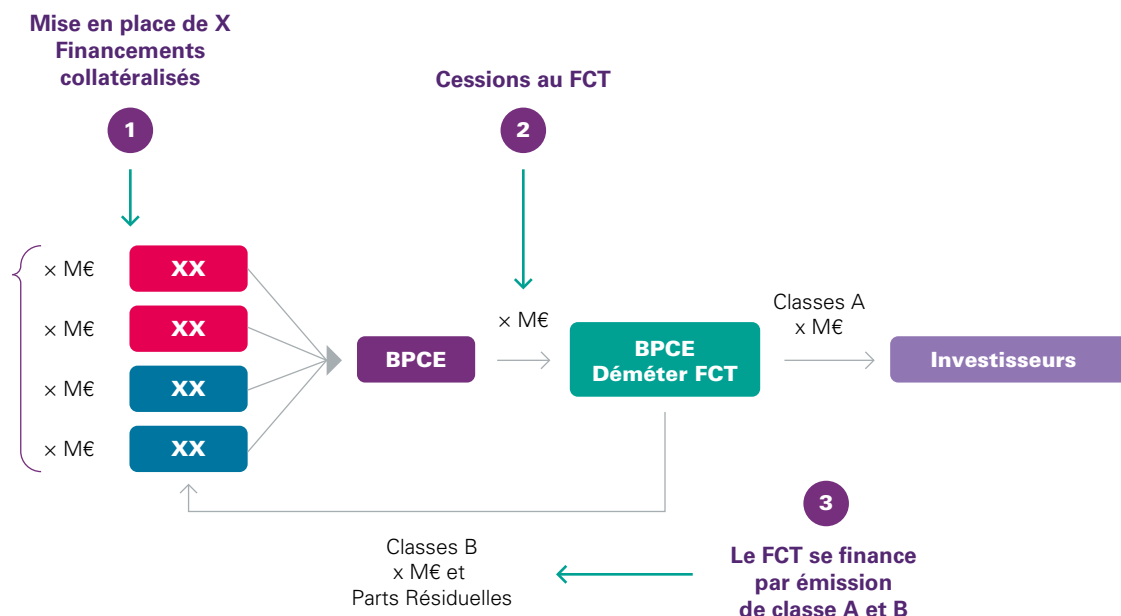 Mise en place de X
Financements
collatéralisés
1
Cessions au FCT
2
x M€
XX
x M€
XX
x M€
XX
x M€
XX
BPCE
x M€
BPCE
Déméter FCT
Classes A
x M€
Investisseurs
Classes B
x M€ et
Parts Résiduelles
3
Le FCT se finance
par émission
de classe A et B